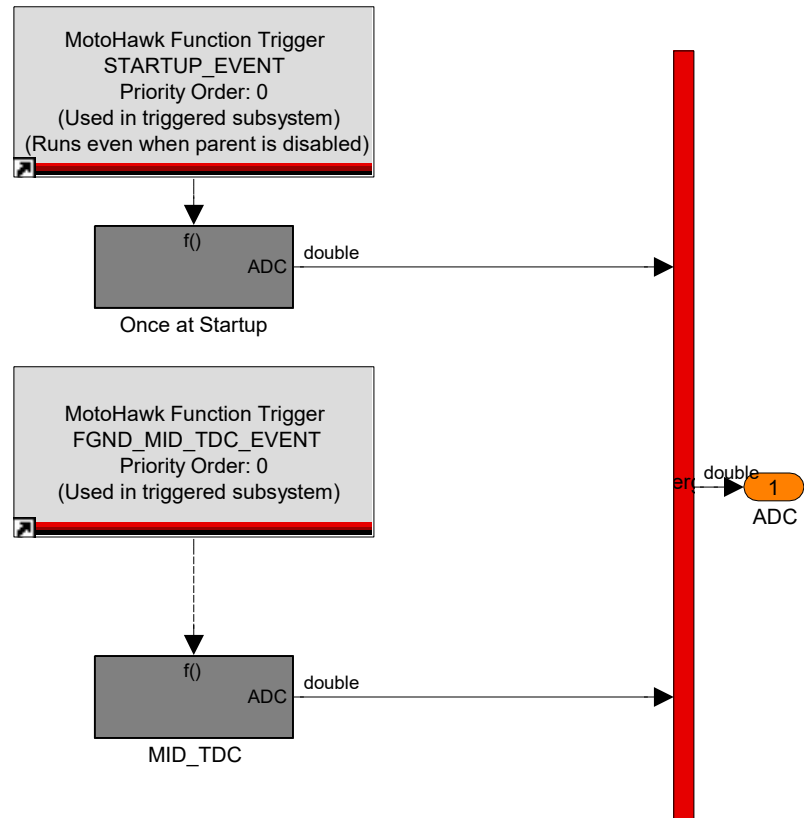 MotoHawk Function Trigger
STARTUP_EVENT
Priority Order: 0
(Used in triggered subsystem)
(Runs even when parent is disabled)
f()
ADC
double
Once at Startup
MotoHawk Function Trigger
FGND_MID_TDC_EVENT
Priority Order: 0
(Used in triggered subsystem)
double
1
ADC
f()
ADC
double
MID_TDC